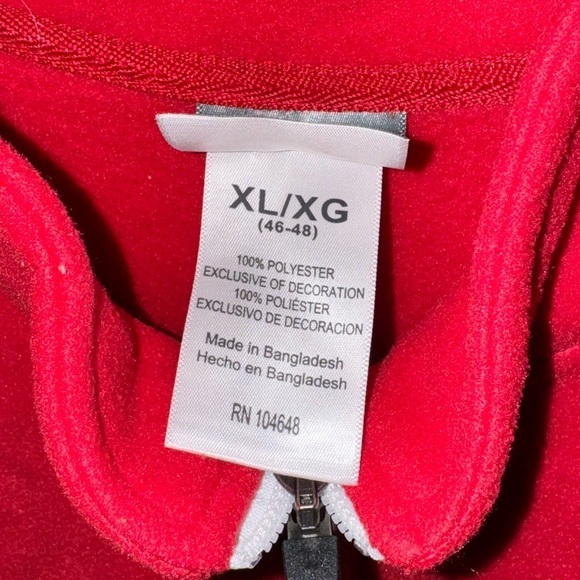 XL/XG
(46-48)
100% POLYESTER
EXCLUSIVE OF DECORATION
100% POLIÉSTER
EXCLUSIVO DE DECORACION
Made in Bangladesh
Hecho en Bangladesh
RN 104648